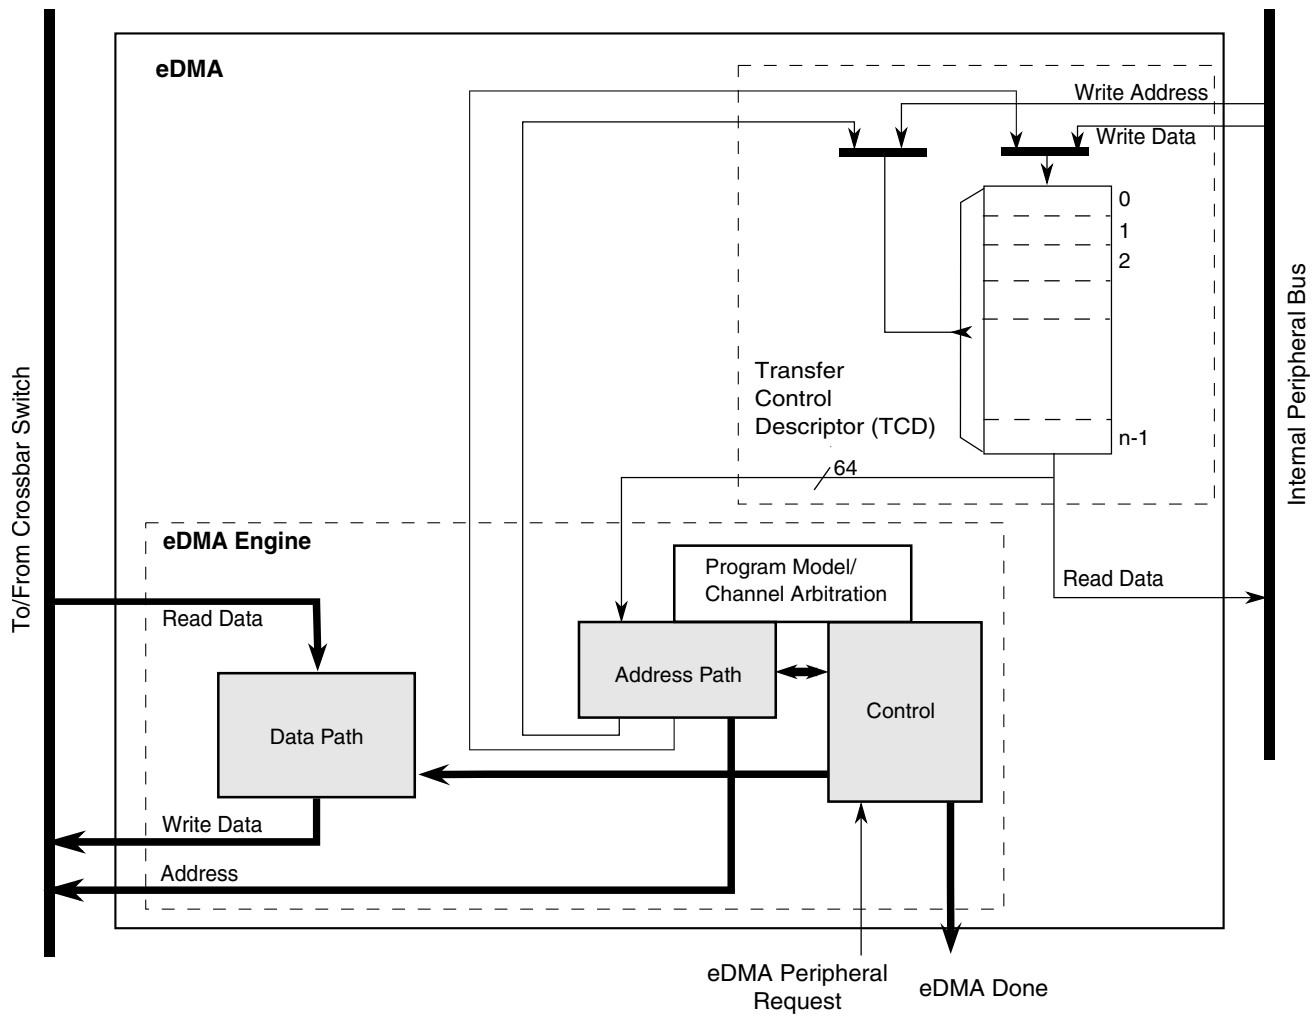 eDMA
Write Address
Write Data
0
1
2
n-1
Transfer
Control
Descriptor (TCD)
64
To/From Crossbar Switch
Internal Peripheral Bus
eDMA Engine
Program Model/
Channel Arbitration
Read Data
Read Data
Address Path
Control
Data Path
Write Data
Address
eDMA Peripheral
Request
eDMA Done